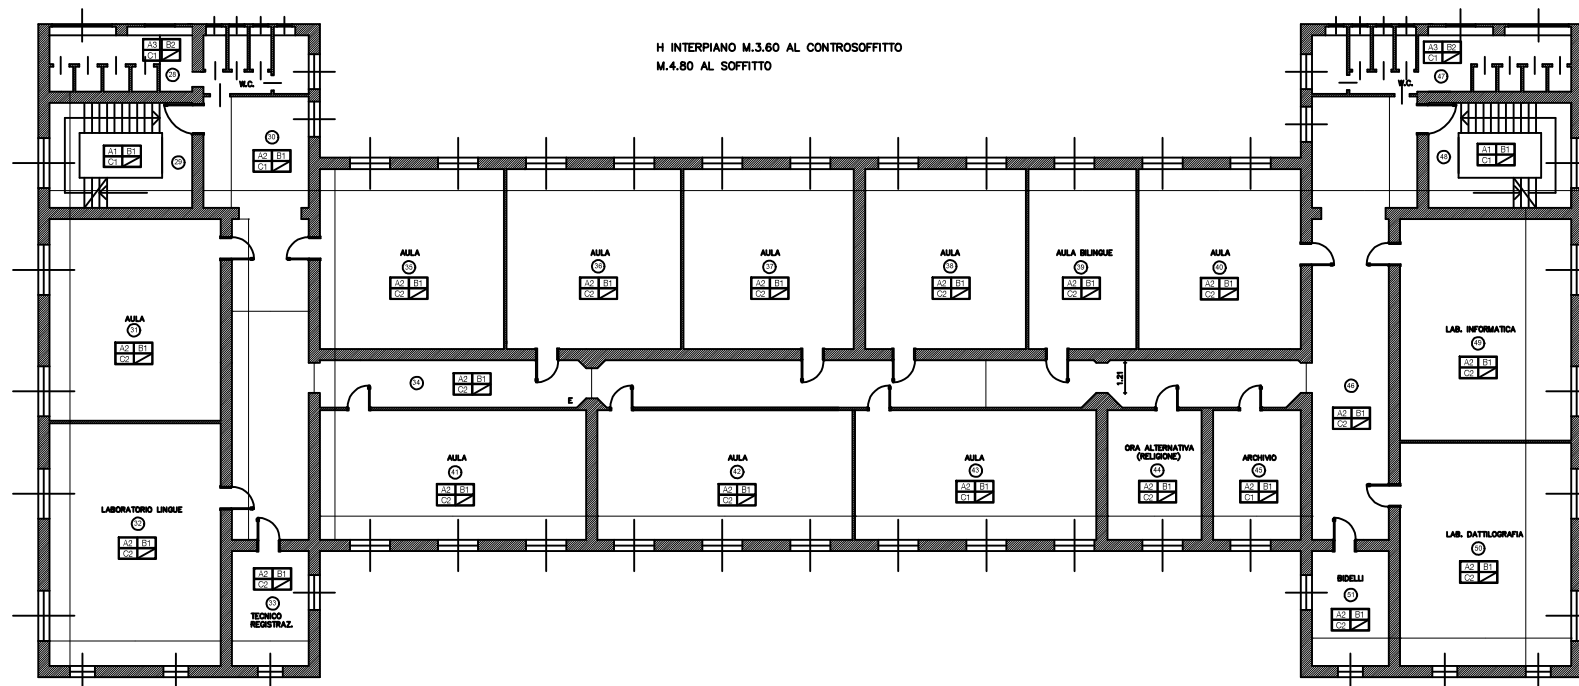 H INTERPIANO M.3.60 AL CONTROSOFFITTO
M.4.80 AL SOFFITTO
A3 B2
C1
28
W.C.
A3 B2
C1
47
W.C.
30
A2 B1
C1
A1 B1
C1
29
A1 B1
C1
48
AULA
35
A2 B1
C2
AULA
36
A2 B1
C2
AULA
37
A2 B1
C2
AULA
38
A2 B1
C2
AULA BILINGUE
39
A2 B1
C2
AULA
40
A2 B1
C2
AULA
31
A2 B1
C2
LAB. INFORMATICA
49
A2 B1
C2
34
A2 B1
C2
E
1.21
46
A2 B1
C2
AULA
41
A2 B1
C2
AULA
42
A2 B1
C2
AULA
43
A2 B1
C2
ORA ALTERNATIVA
(RELIGIONE)
44
A2 B1
C2
ARCHIVIO
45
A2 B1
C1
LABORATORIO LINGUE
32
A2 B1
C2
LAB. DATTILOGRAFIA
50
A2 B1
C2
A2 B1
C2
33
TECNICO
REGISTRAZ.
BIDELLI
51
A2 B1
C2